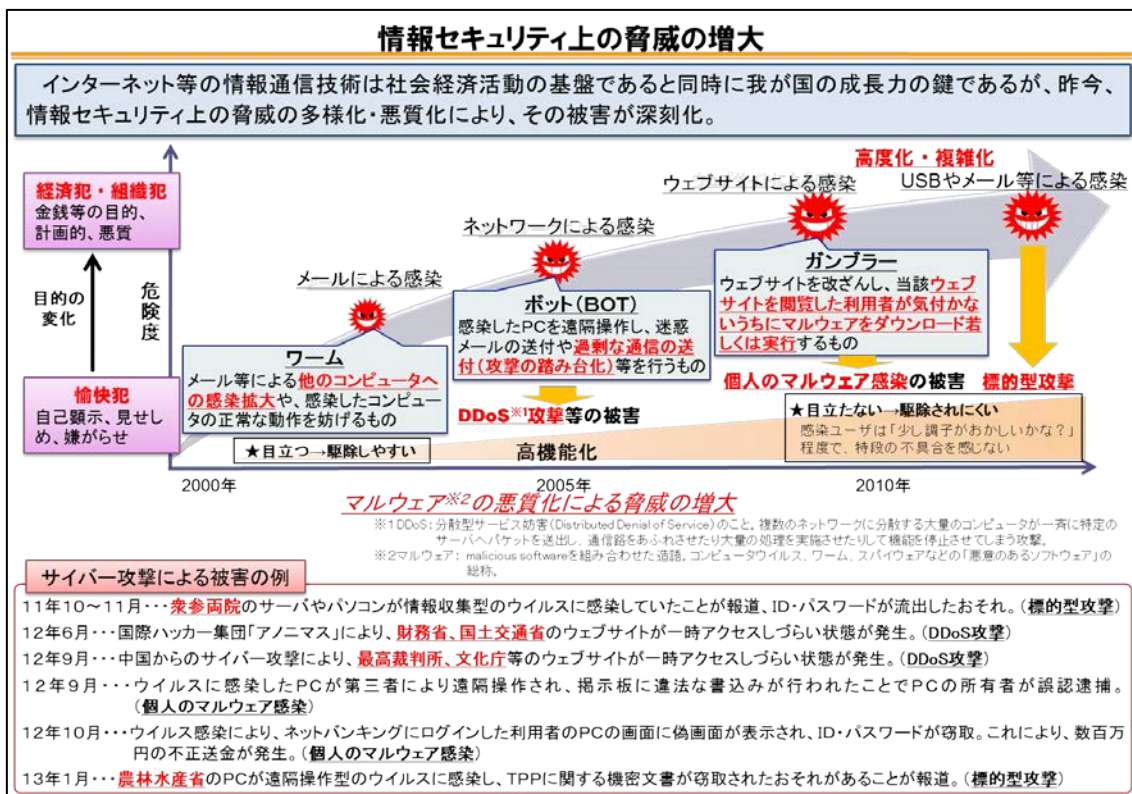 情報セキュリティ上の脅威の増大
インターネット等の情報通信技術は社会経済活動の基盤であると同時に我が国の成長力の鍵であるが、昨今、
情報セキュリティ上の脅威の多様化・悪質化により、その被害が深刻化。
経済犯・組織犯
金銭等の目的、
計画的、悪質
目的の
変化
愉快犯
自己顕示、見せし
め、嫌がらせ
危険度
メールによる感染
ワーム
メール等による他のコンピュータへ
の感染拡大や、感染したコンピュー
タの正常な動作を妨げるもの
★目立つ→駆除しやすい
ネットワークによる感染
ボット(BOT)
感染したPCを遠隔操作し、迷惑
メールの送付や過剰な通信の送
付(攻撃の踏み台化)等を行うもの
DDoS※1攻撃等の被害
高機能化
ウェブサイトによる感染
ガンブラー
ウェブサイトを改ざんし、当該ウェブ
サイトを閲覧した利用者が気付かな
いうちにマルウェアをダウンロード若
しくは実行するもの
個人のマルウェア感染の被害
高度化・複雑化
USBやメール等による感染
標的型攻撃
★目立たない→駆除されにくい
感染ユーザは「少し調子がおかしいかな?」
程度で、特段の不具合を感じない
2000年
2005年
2010年
マルウェア※2の悪質化による脅威の増大
※1 DDoS:分散型サービス妨害(Distributed Denial of Service)のこと。複数のネットワークに分散する大量のコンピュータが一斉に特定の
サーバへパケットを送出し、通信路をあふれさせたり大量の処理を実施させたりして機能を停止させてしまう攻撃。
※2マルウェア: malicious softwareを組み合わせた造語。コンピュータウイルス、ワーム、スパイウェアなどの「悪意のあるソフトウェア」の
総称。
サイバー攻撃による被害の例
11年10~11月・・・衆参両院のサーバやパソコンが情報収集型のウイルスに感染していたことが報道、ID・パスワードが流出したおそれ。(標的型攻撃)
12年6月・・・国際ハッカー集団「アノニマス」により、財務省、国土交通省のウェブサイトが一時アクセスしづらい状態が発生。(DDoS攻撃)
12年9月・・・中国からのサイバー攻撃により、最高裁判所、文化庁等のウェブサイトが一時アクセスしづらい状態が発生。(DDoS攻撃)
12年9月・・・ウイルスに感染したPCが第三者により遠隔操作され、掲示板に違法な書込みが行われたことでPCの所有者が誤認逮捕。
(個人のマルウェア感染)
12年10月・・・ウイルス感染により、ネットバンキングにログインした利用者のPCの画面に偽画面が表示され、ID・パスワードが窃取。これにより、数百万
円の不正送金が発生。(個人のマルウェア感染)
13年1月・・・農林水産省のPCが遠隔操作型のウイルスに感染し、TPPに関する機密文書が窃取されたおそれがあることが報道。(標的型攻撃)